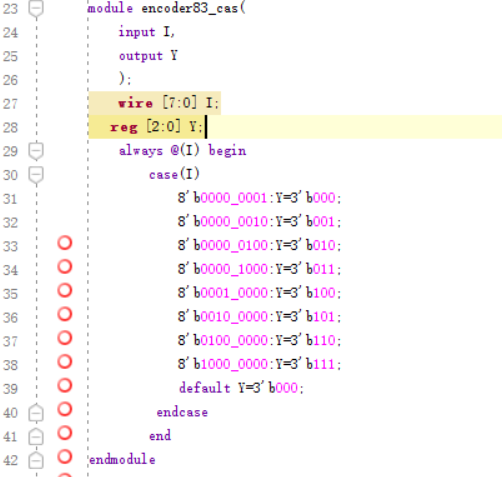 23 module encoder83_cas(
24 input I,
25 output Y
26 );
27 wire [7:0] I;
28 reg [2:0] Y;
29 always @(I) begin
30 case(I)
31 8'b0000_0001:Y=3'b000;
32 8'b0000_0010:Y=3'b001;
33 8'b0000_0100:Y=3'b010;
34 8'b0000_1000:Y=3'b011;
35 8'b0001_0000:Y=3'b100;
36 8'b0010_0000:Y=3'b101;
37 8'b0100_0000:Y=3'b110;
38 8'b1000_0000:Y=3'b111;
39 default Y=3'b000;
40 endcase
41 end
42 endmodule